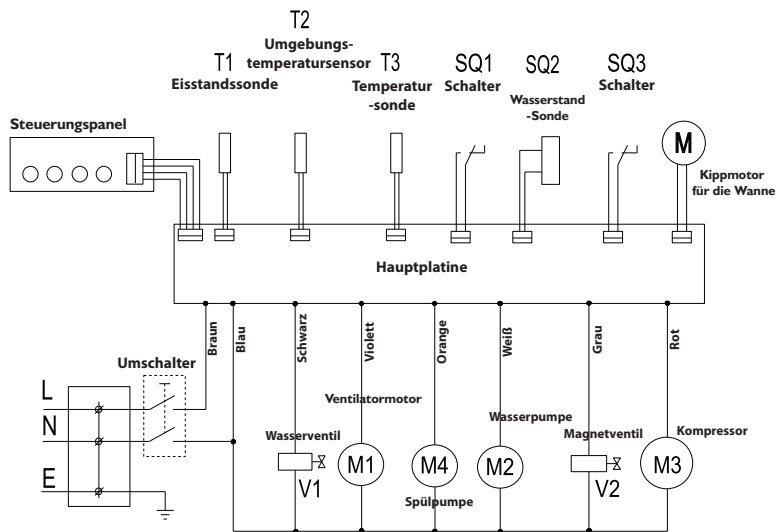 T1
Eisstandssonde
T2
Umgebungs-
temperatursensor
T3
Temperatur
-sonde
SQ1
Schalter
SQ2
Wasserstand
-Sonde
SQ3
Schalter
M
Kippmotor
für die Wanne
Steuerungspanel
Hauptplatine
Braun
Blau
Schwarz
Violett
Orange
Weiß
Grau
Rot
Umschalter
L
N
E
Wasserventil
V1
Ventilatormotor
M1
M4
Spülpumpe
Wasserpumpe
M2
Magnetventil
V2
Kompressor
M3